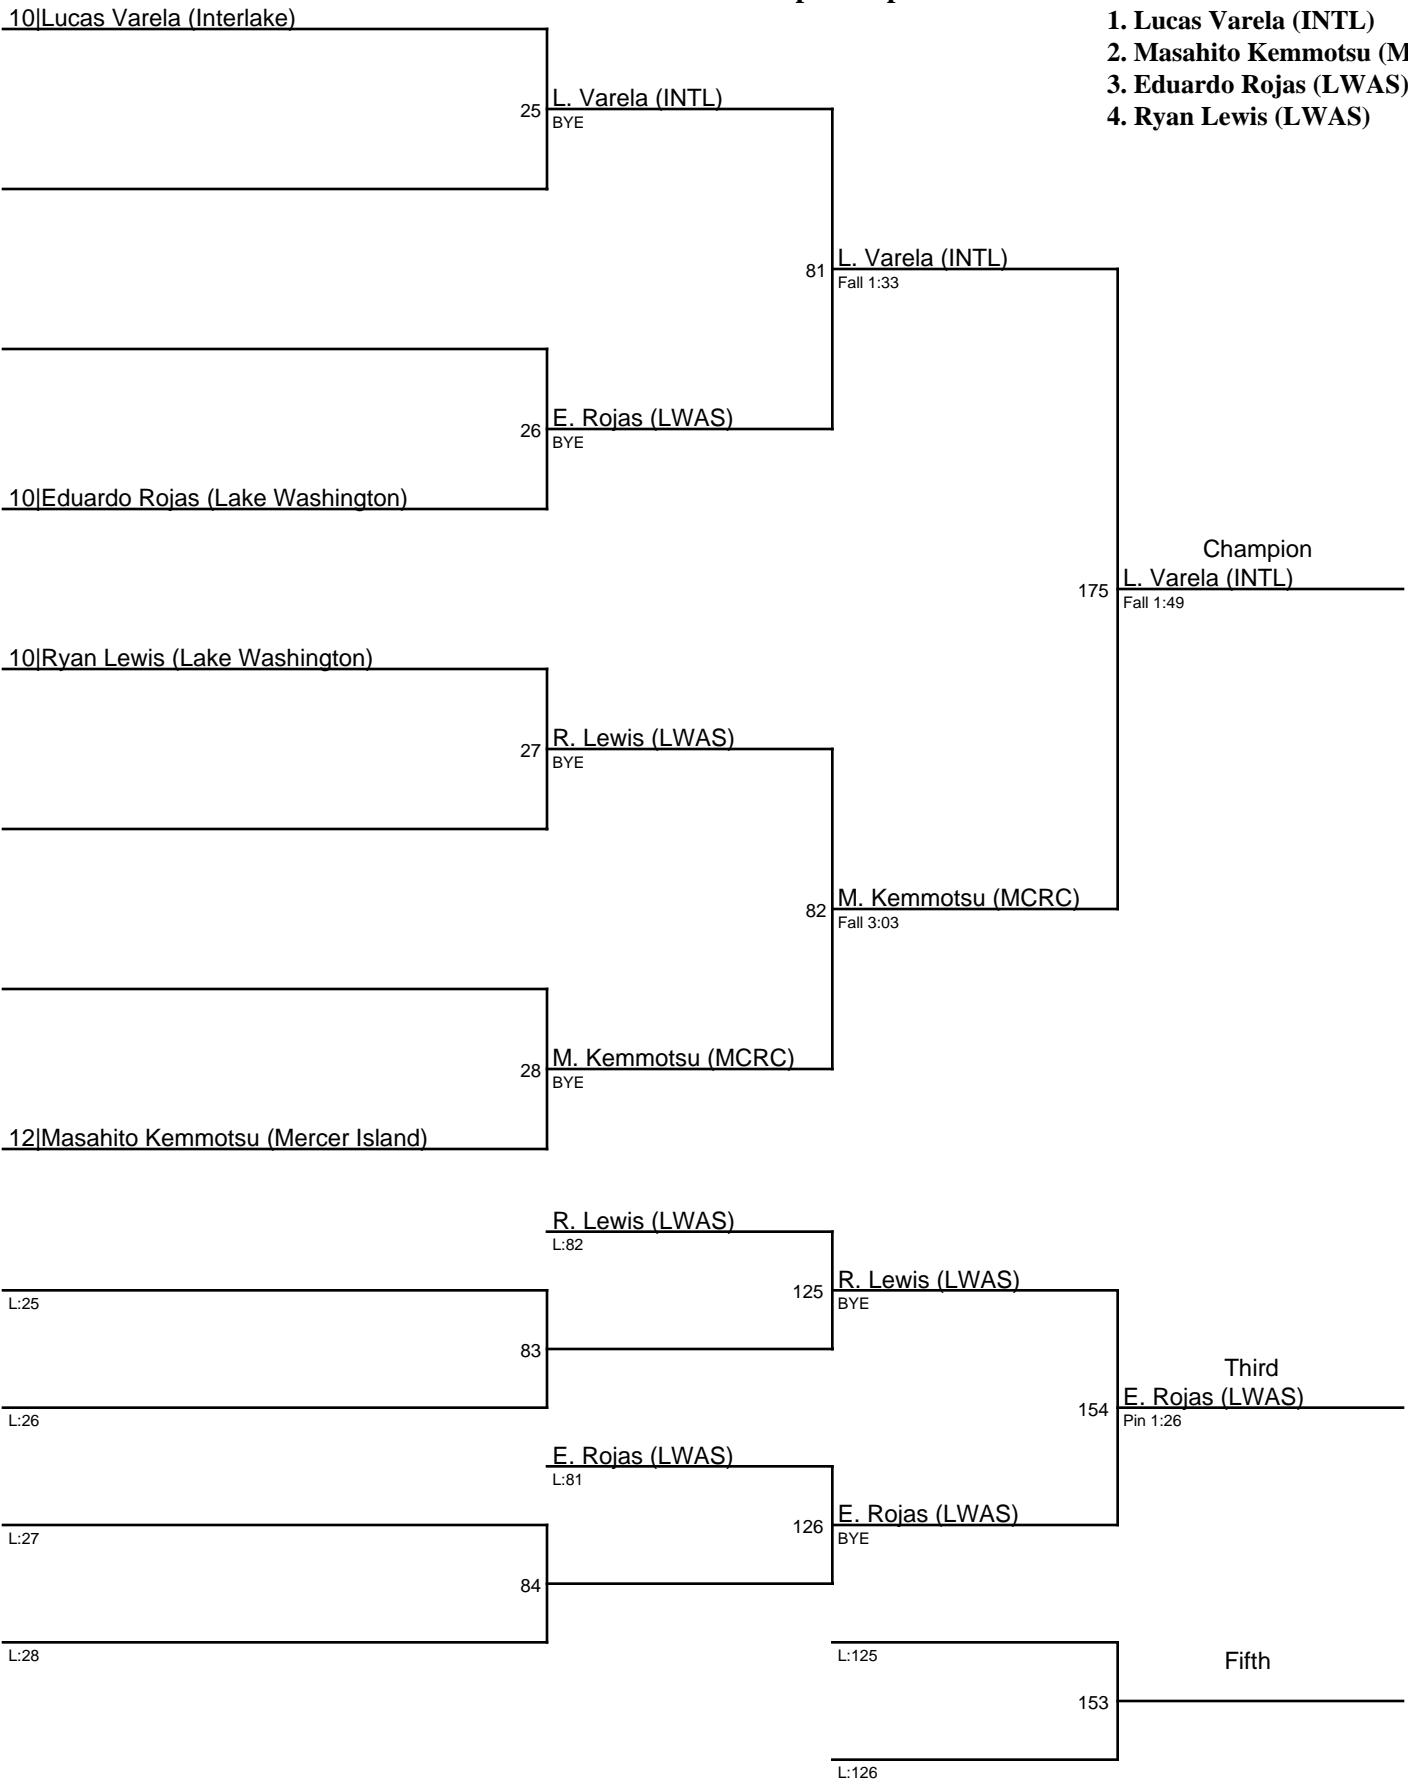 10|Lucas Varela (Interlake)
1. Lucas Varela (INTL)
2. Masahito Kemmotsu (M
3. Eduardo Rojas (LWAS)
4. Ryan Lewis (LWAS)
25
L. Varela (INTL)
BYE
81
L. Varela (INTL)
Fall 1:33
26
E. Rojas (LWAS)
BYE
10|Eduardo Rojas (Lake Washington)
Champion
175
L. Varela (INTL)
Fall 1:49
10|Ryan Lewis (Lake Washington)
27
R. Lewis (LWAS)
BYE
82
M. Kemmotsu (MCRC)
Fall 3:03
28
M. Kemmotsu (MCRC)
BYE
12|Masahito Kemmotsu (Mercer Island)
R. Lewis (LWAS)
L:82
125
R. Lewis (LWAS)
BYE
L:25
83
Third
154
E. Rojas (LWAS)
Pin 1:26
L:26
E. Rojas (LWAS)
L:81
126
E. Rojas (LWAS)
BYE
L:27
84
L:28
L:125
Fifth
153
L:126